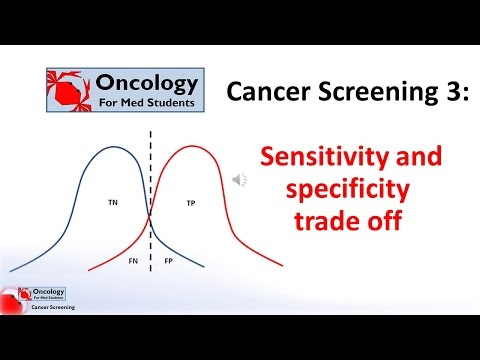 Oncology
For Med Students
Cancer Screening 3:
Sensitivity and
specificity
trade off
TN
TP
FN
FP
Oncology
For Med Students
Cancer Screening